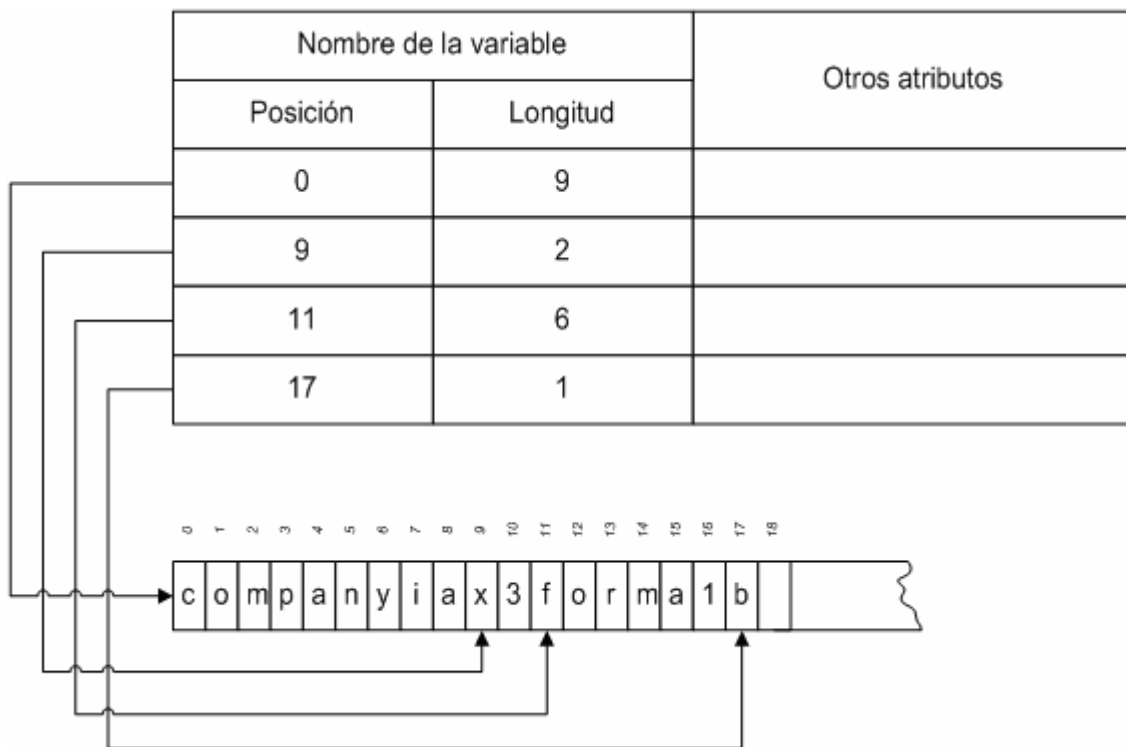 Nombre de la variable
Otros atributos
Posición Longitud
0 9
9 2
11 6
17 1
0 1 2 3 4 5 6 7 8 9 10 11 12 13 14 15 16 17 18
c o m p a n y i a x 3 f o r m a 1 b